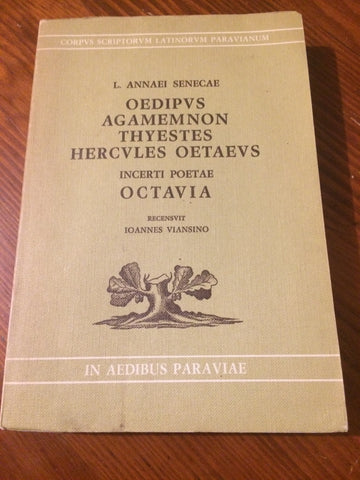 CORPVS SCRIPTORVM LATINORVM PARAVIANVM
L. ANNAEI SENECAE
OEDIPVS
AGAMEMNON
THYESTES
HERCVLES OETAEVS
INCERTI POETAE
OCTAVIA
RECENSVIT
IOANNES VIANSINO
IN AEDIBUS PARAVIAE